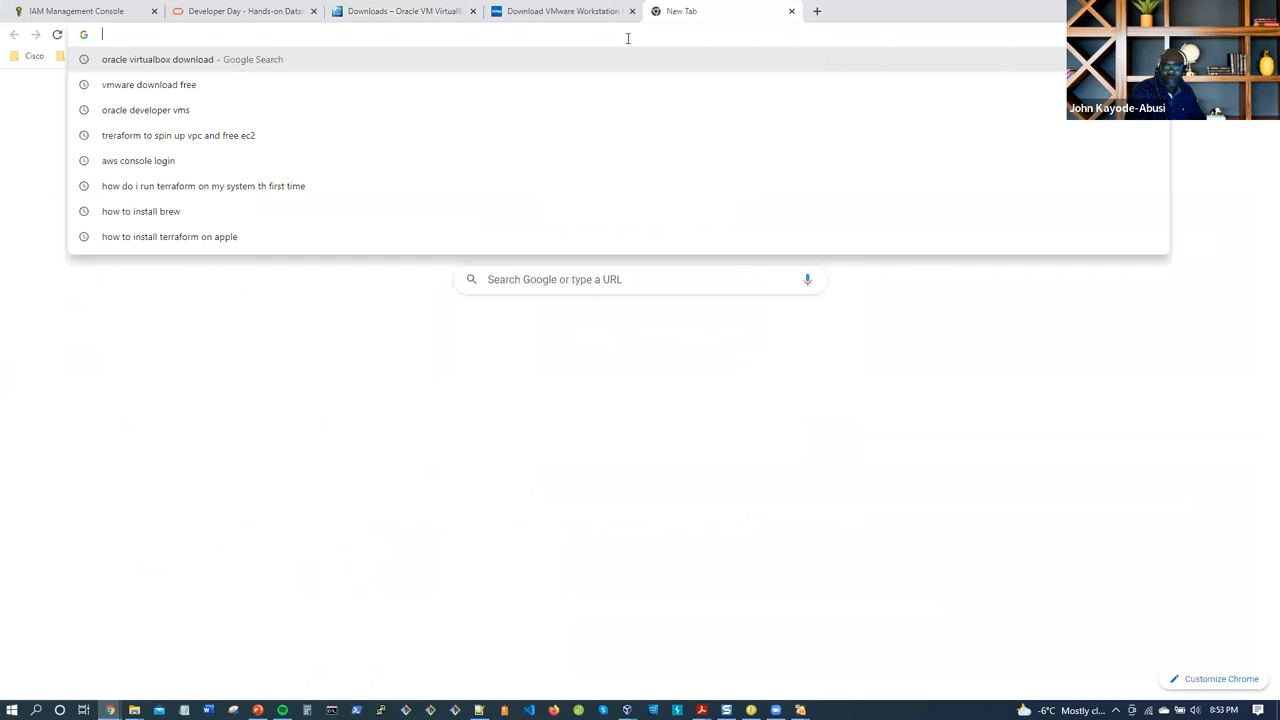 IAM Management Console
Developer Day - Hands-on Datab
Downloads – Oracle VM VirtualB
Download VMware Workstation
New Tab
Cisco
oracle virtualbox download - Google Search
vmware download free
oracle developer vms
terraform to spin up vpc and free ec2
aws console login
how do i run terraform on my system th first time
how to install brew
how to install terraform on apple
John Kayode-Abusi
Search Google or type a URL
Customize Chrome
-6°C Mostly cl...
8:53 PM